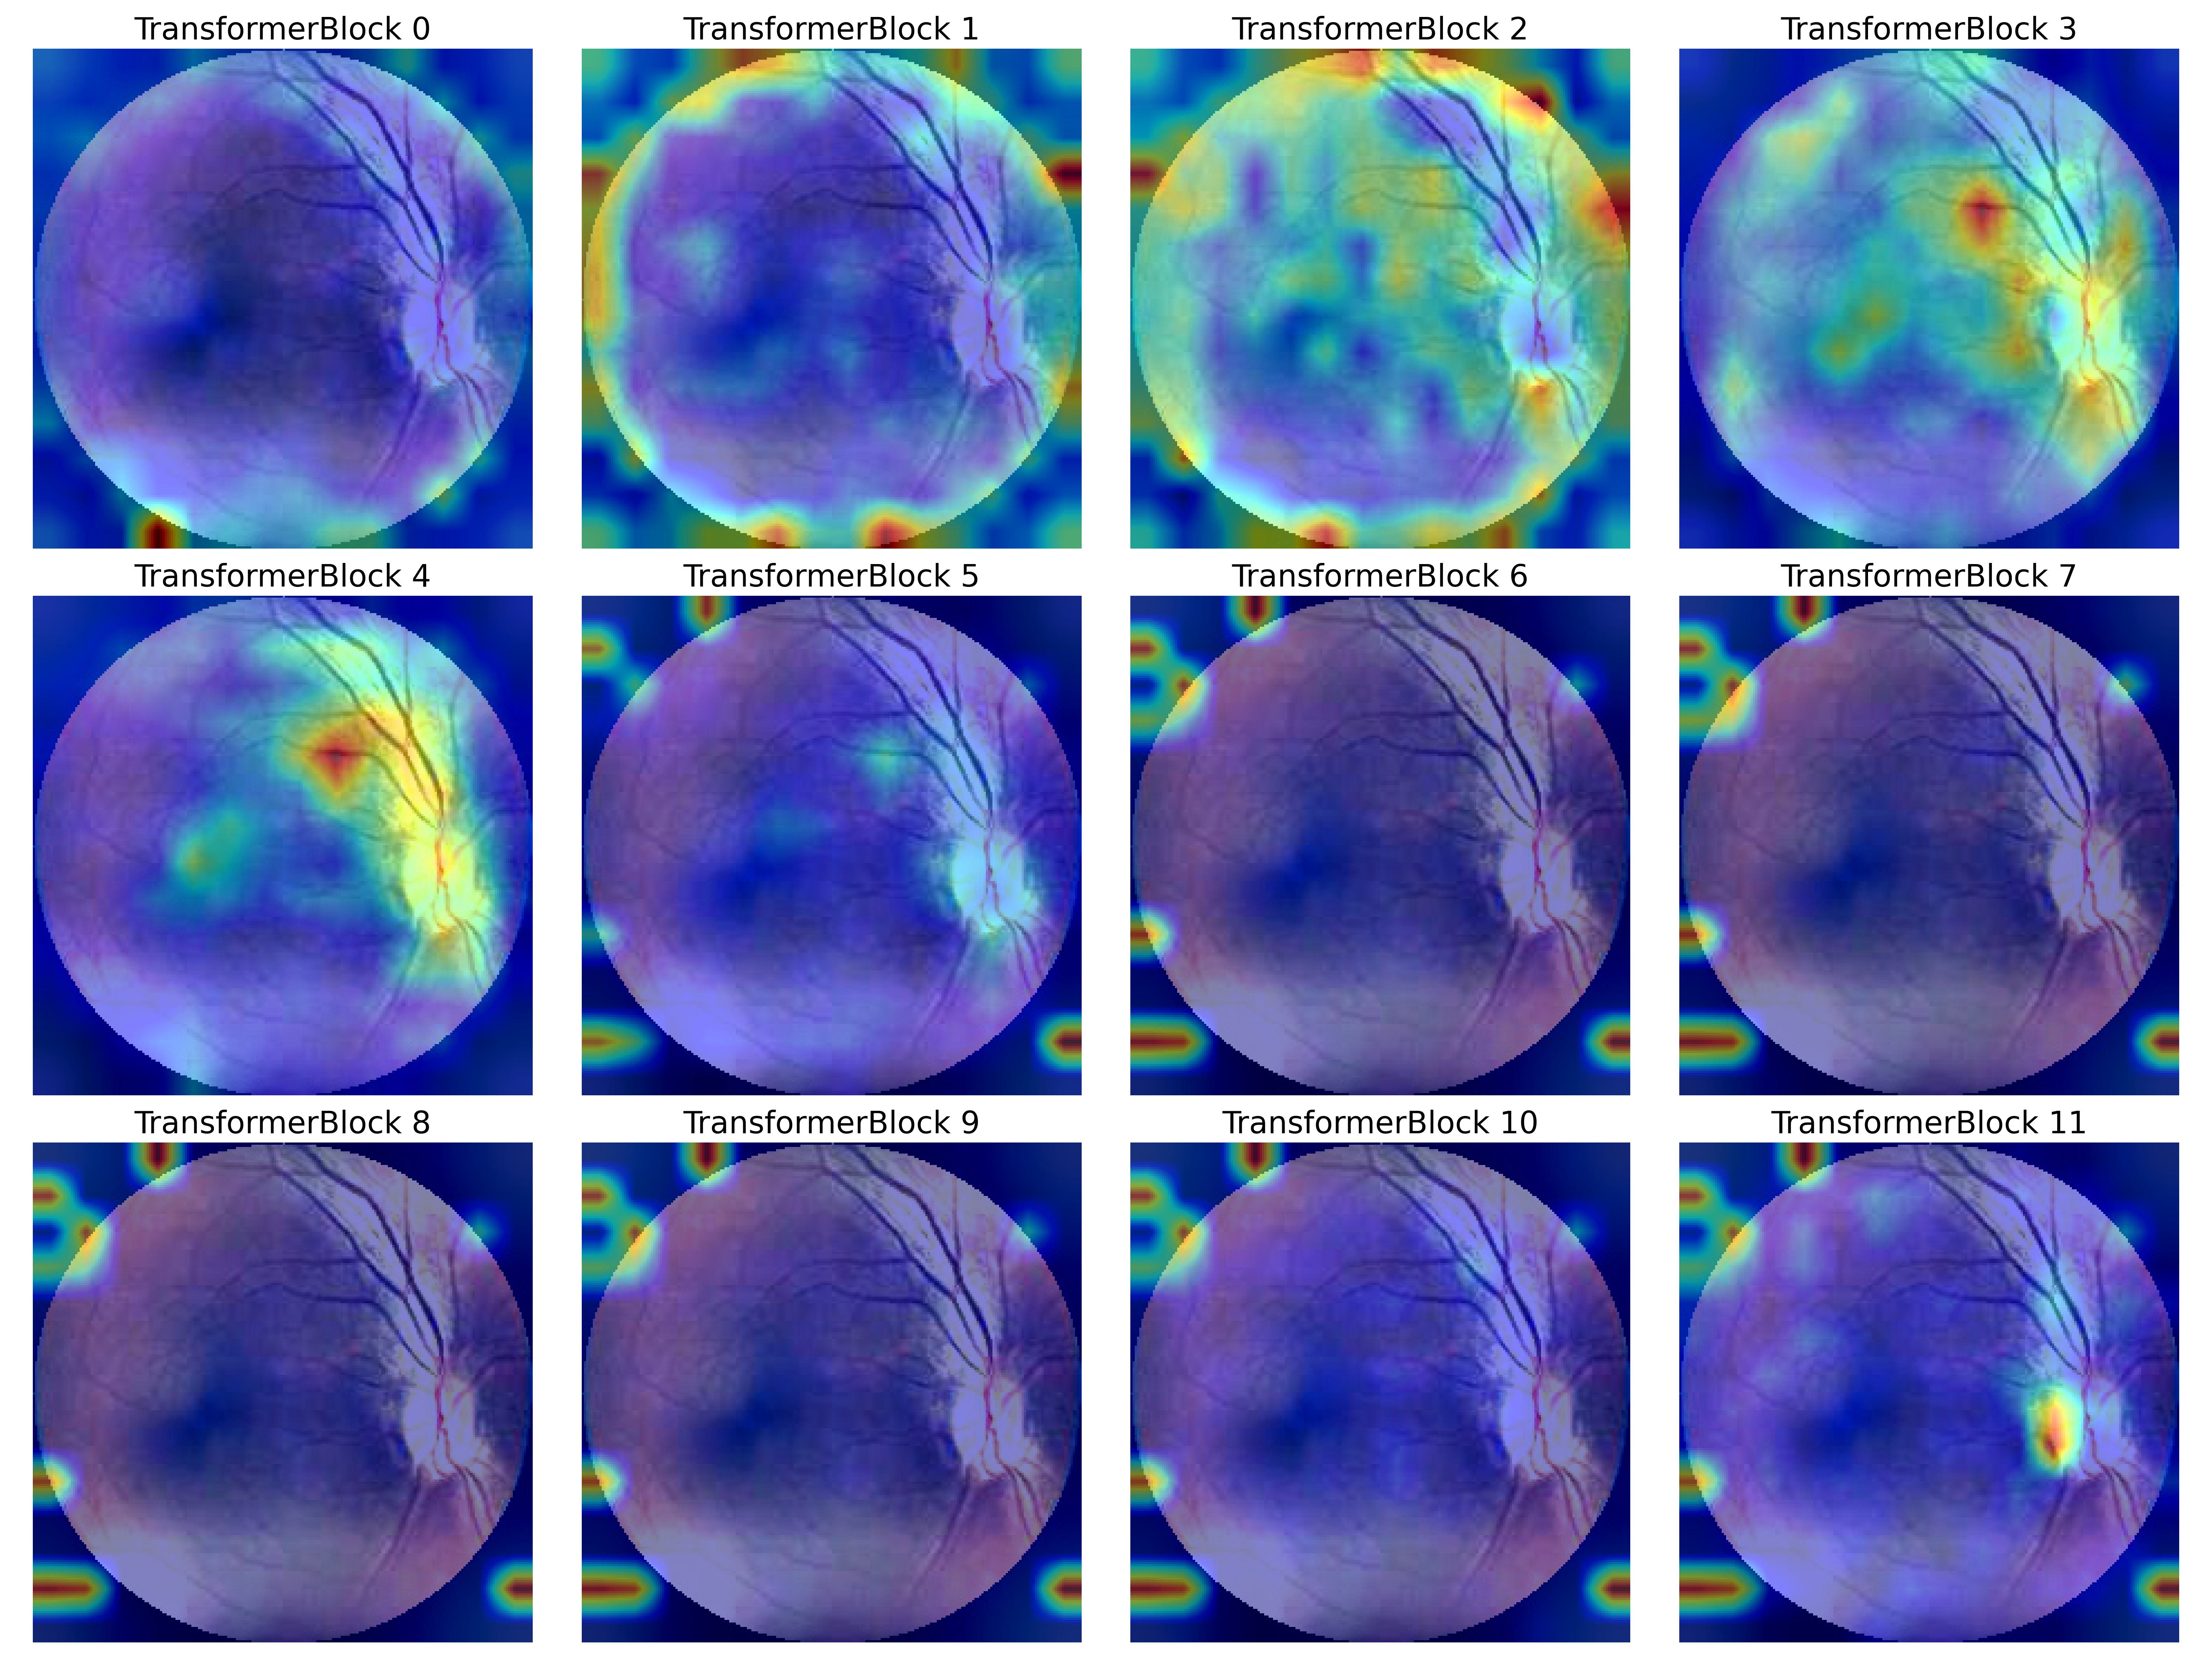 TransformerBlock 0
TransformerBlock 1
TransformerBlock 2
TransformerBlock 3
TransformerBlock 4
TransformerBlock 5
TransformerBlock 6
TransformerBlock 7
TransformerBlock 8
TransformerBlock 9
TransformerBlock 10
TransformerBlock 11